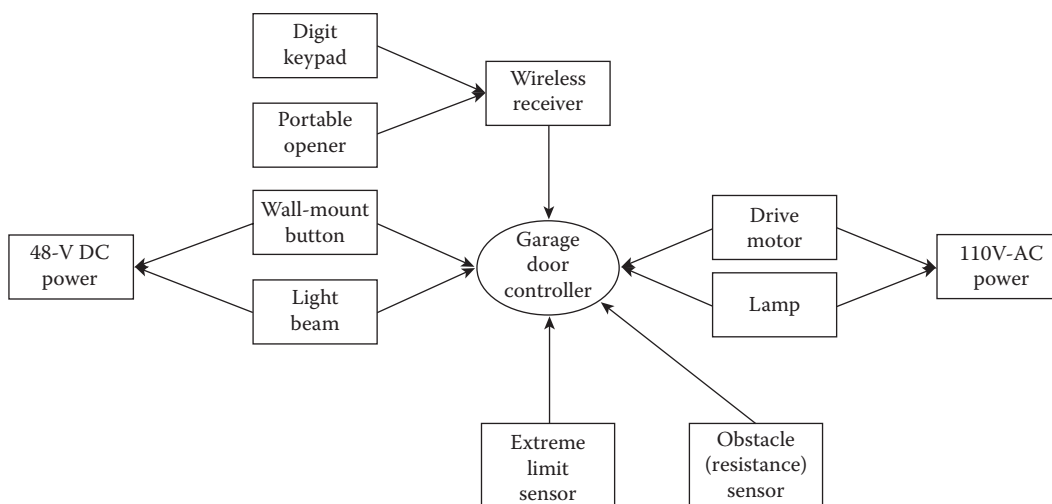 Digit
keypad
Wireless
receiver
Portable
opener
Wall-mount
button
Garage
door
controller
Drive
motor
48-V DC
power
110V-AC
power
Light
beam
Lamp
Extreme
limit
sensor
Obstacle
(resistance)
sensor